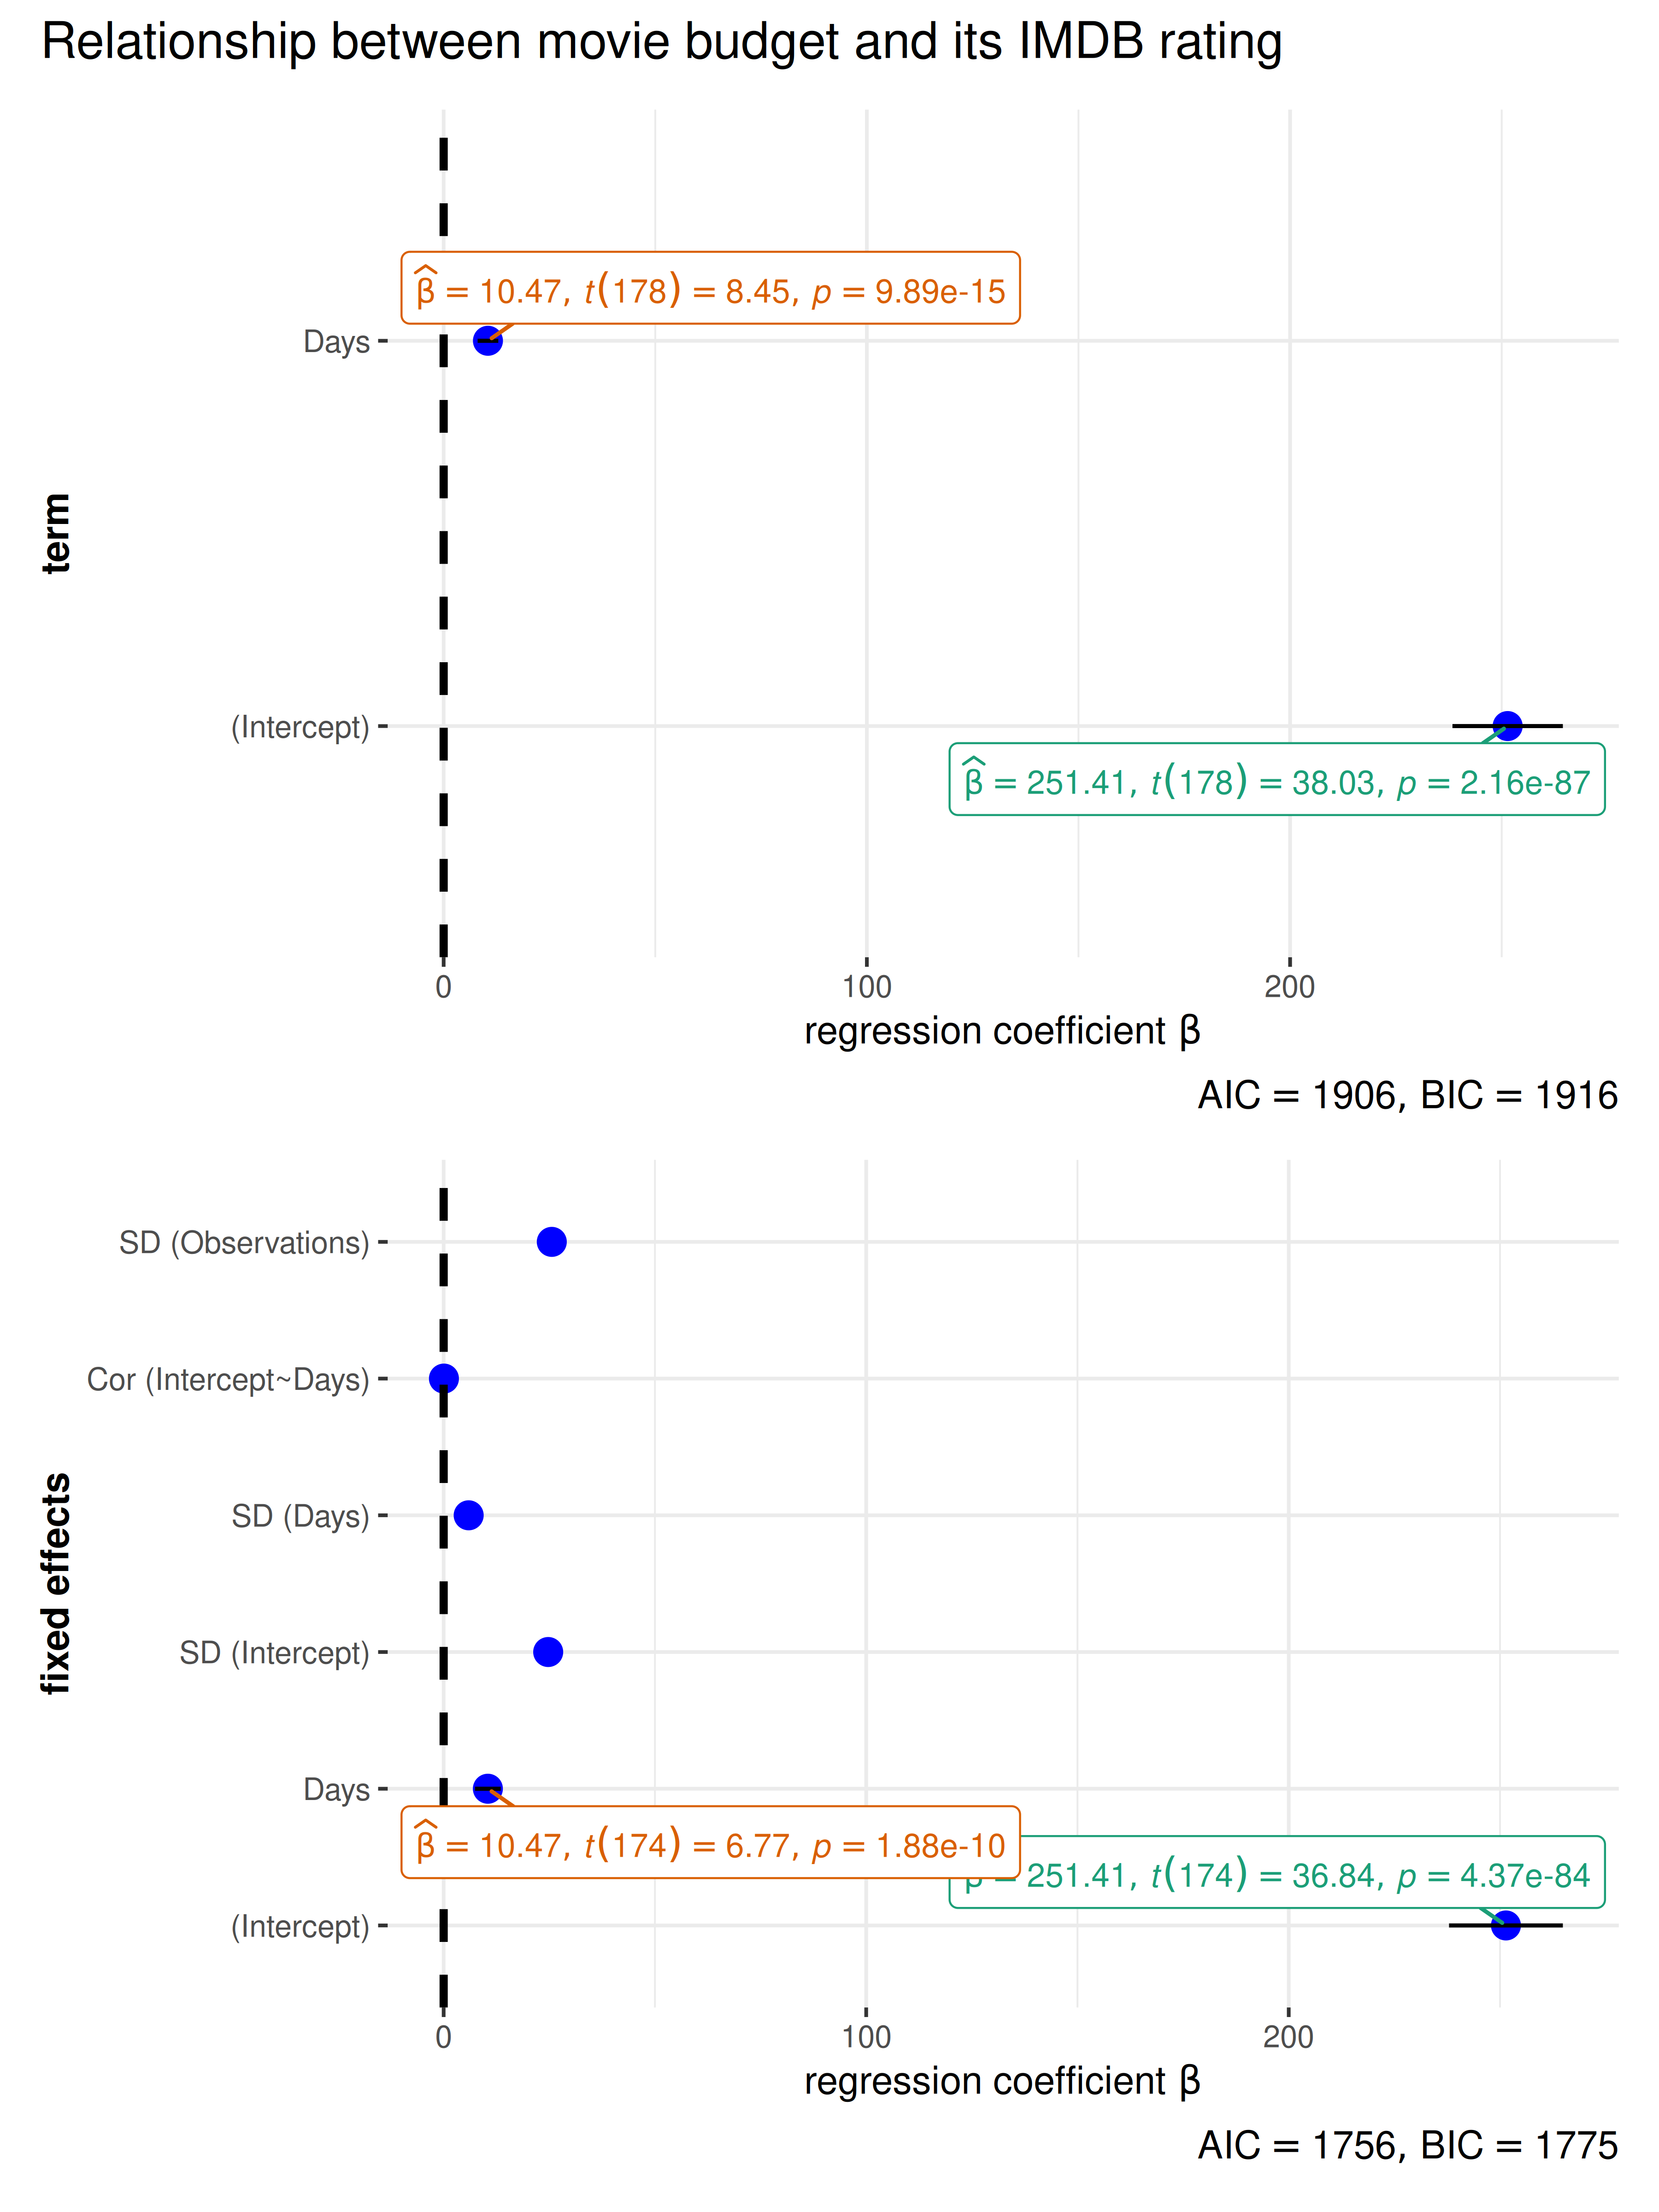 Relationship between movie budget and its IMDB rating
β̂ = 10.47, t(178) = 8.45, p = 9.89e-15
Days
term
(Intercept)
β̂ = 251.41, t(178) = 38.03, p = 2.16e-87
0 100 200
regression coefficient β
AIC = 1906, BIC = 1916
SD (Observations)
Cor (Intercept~Days)
SD (Days)
fixed effects
SD (Intercept)
Days
β̂ = 10.47, t(174) = 6.77, p = 1.88e-10
= 251.41, t(174) = 36.84, p = 4.37e-84
(Intercept)
0 100 200
regression coefficient β
AIC = 1756, BIC = 1775